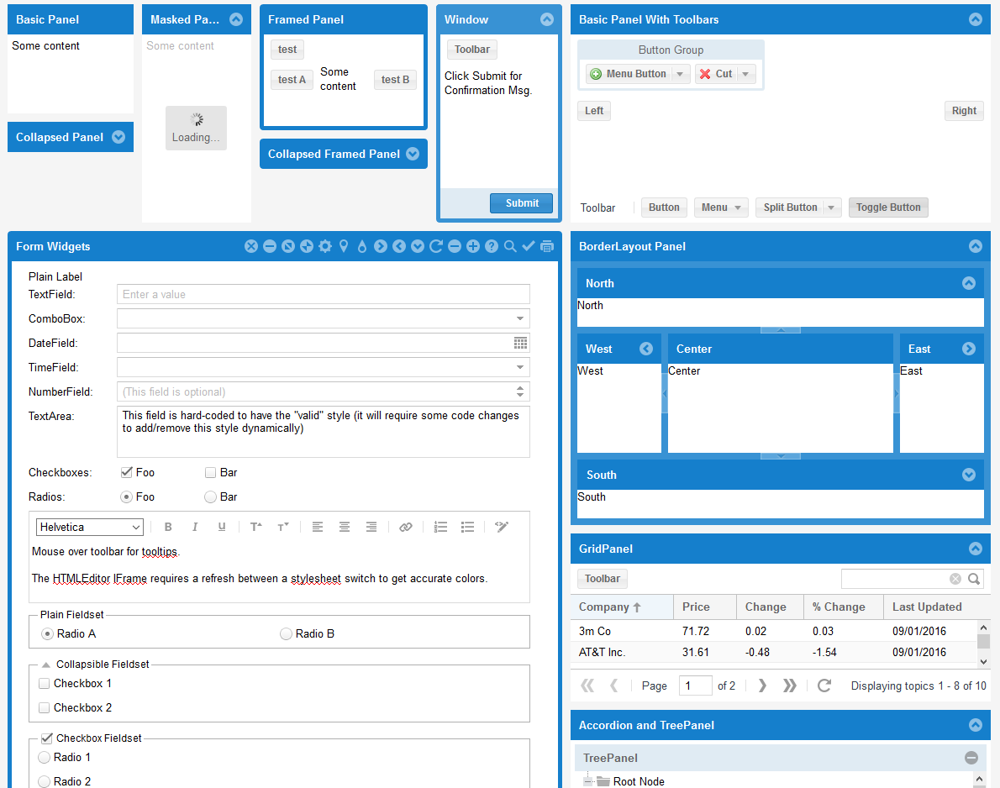 Basic Panel
Some content
Collapsed Panel
Masked Pa...
Some content
Loading...
Framed Panel
test
test A
Some
content
test B
Collapsed Framed Panel
Window
Toolbar
Click Submit for
Confirmation Msg.
Submit
Basic Panel With Toolbars
Button Group
Menu Button
Cut
Left
Right
Toolbar
Button
Menu
Split Button
Toggle Button
Form Widgets
Plain Label
TextField:
Enter a value
ComboBox:
DateField:
TimeField:
NumberField:
(This field is optional)
TextArea:
This field is hard-coded to have the "valid" style (it will require some code changes
to add/remove this style dynamically)
Checkboxes:
Foo
Bar
Radios:
Foo
Bar
Helvetica
B
I
U
T
T
Mouse over toolbar for tooltips.
The HTMLEditor IFrame requires a refresh between a stylesheet switch to get accurate colors.
Plain Fieldset
Radio A
Radio B
Collapsible Fieldset
Checkbox 1
Checkbox 2
Checkbox Fieldset
Radio 1
Radio 2
BorderLayout Panel
North
North
West
West
Center
Center
East
East
South
South
GridPanel
Toolbar
Company
Price
Change
% Change
Last Updated
3m Co
71.72
0.02
0.03
09/01/2016
AT&T Inc.
31.61
-0.48
-1.54
09/01/2016
Page
1
of 2
Displaying topics 1 - 8 of 10
Accordion and TreePanel
TreePanel
Root Node